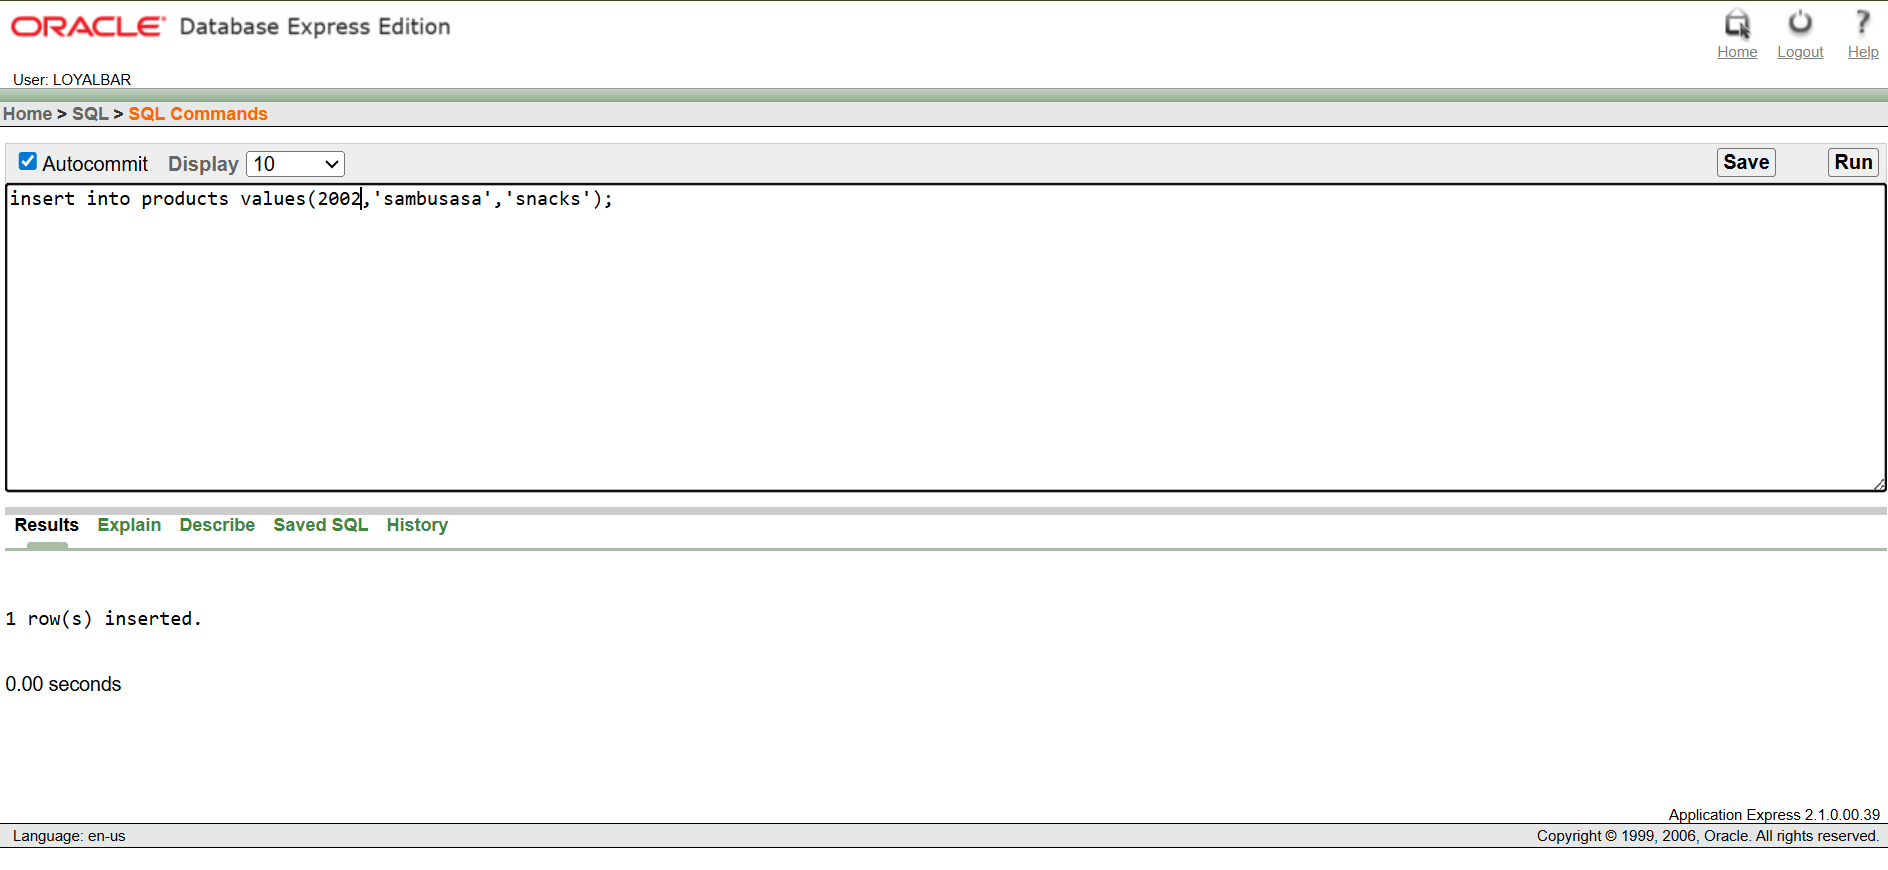 ORACLE® Database Express Edition
Home Logout Help
User: LOYALBAR
Home > SQL > SQL Commands
Autocommit Display 10 Save Run
insert into products values(2002,'sambusasa','snacks');
Results Explain Describe Saved SQL History
1 row(s) inserted.
0.00 seconds
Application Express 2.1.0.00.39
Language: en-us Copyright © 1999, 2006, Oracle. All rights reserved.